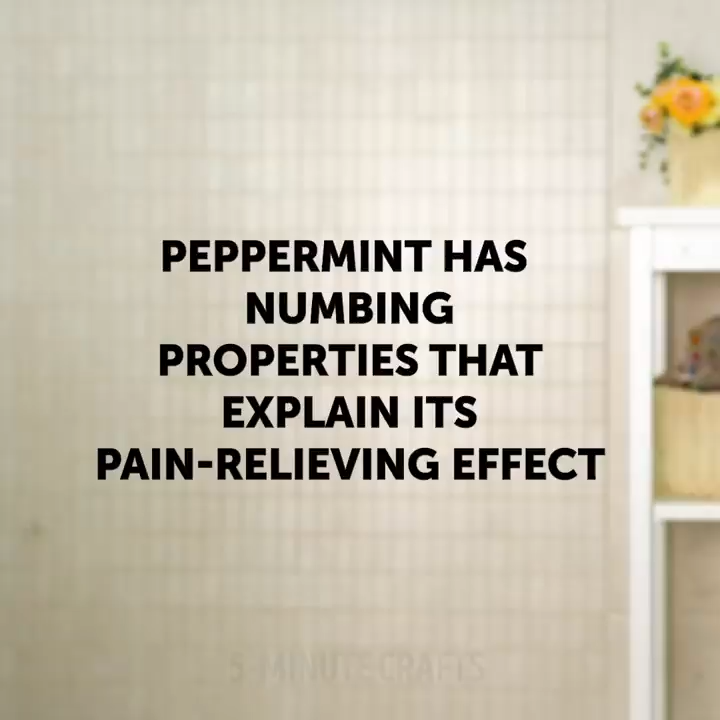 PEPPERMINT HAS
NUMBING
PROPERTIES THAT
EXPLAIN ITS
PAIN-RELIEVING EFFECT
5-MINUTE CRAFTS